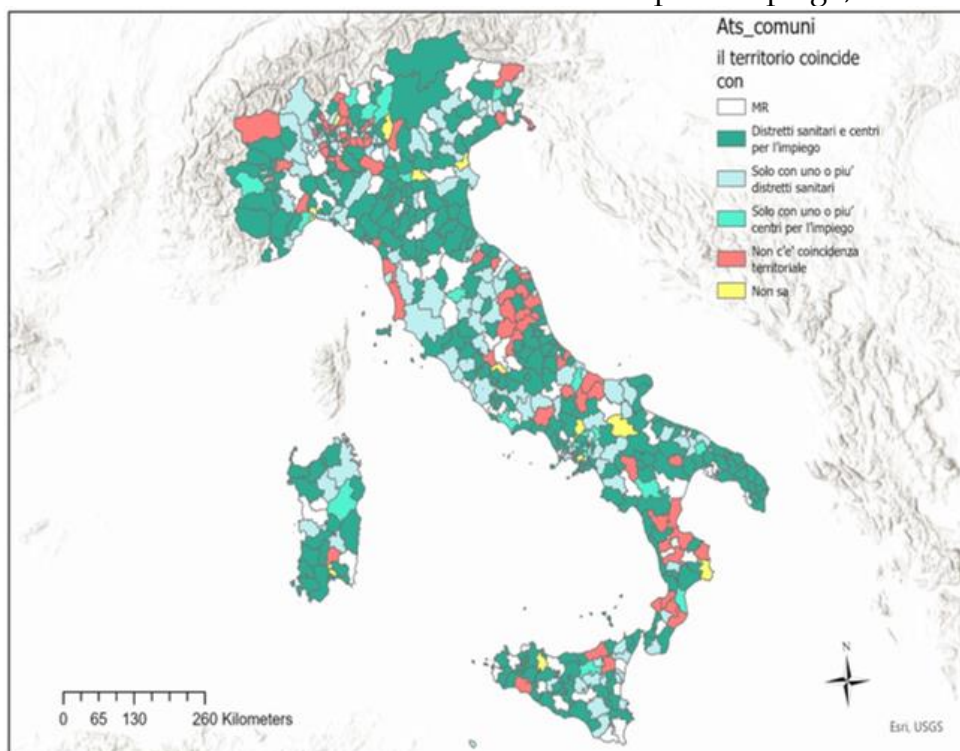 Ats_comuni
il territorio coincide
con
MR
Distretti sanitari e centri
per l'impiego
Solo con uno o piu'
distretti sanitari
Solo con uno o piu'
centri per l'impiego
Non c'e' coincidenza
territoriale
Non sa
N
0 65 130 260 Kilometers
Esri, USGS